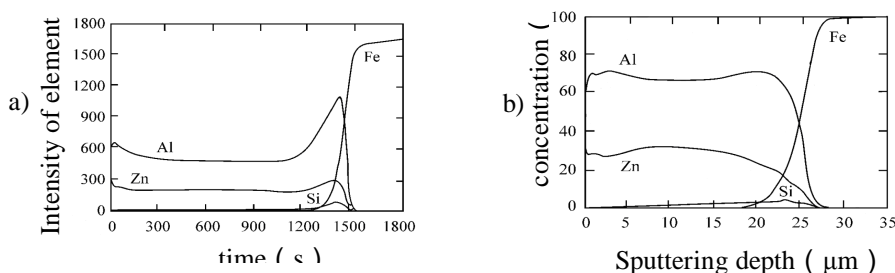 a)
Intensity of element
1800
1500
1200
900
600
300
0
Al
Zn
Si
Fe
0 300 600 900 1200 1500 1800
time ( s )
b)
concentration (
100
80
60
40
20
0
Al
Zn
Si
Fe
0 5 10 15 20 25 30 35
Sputtering depth ( μm )